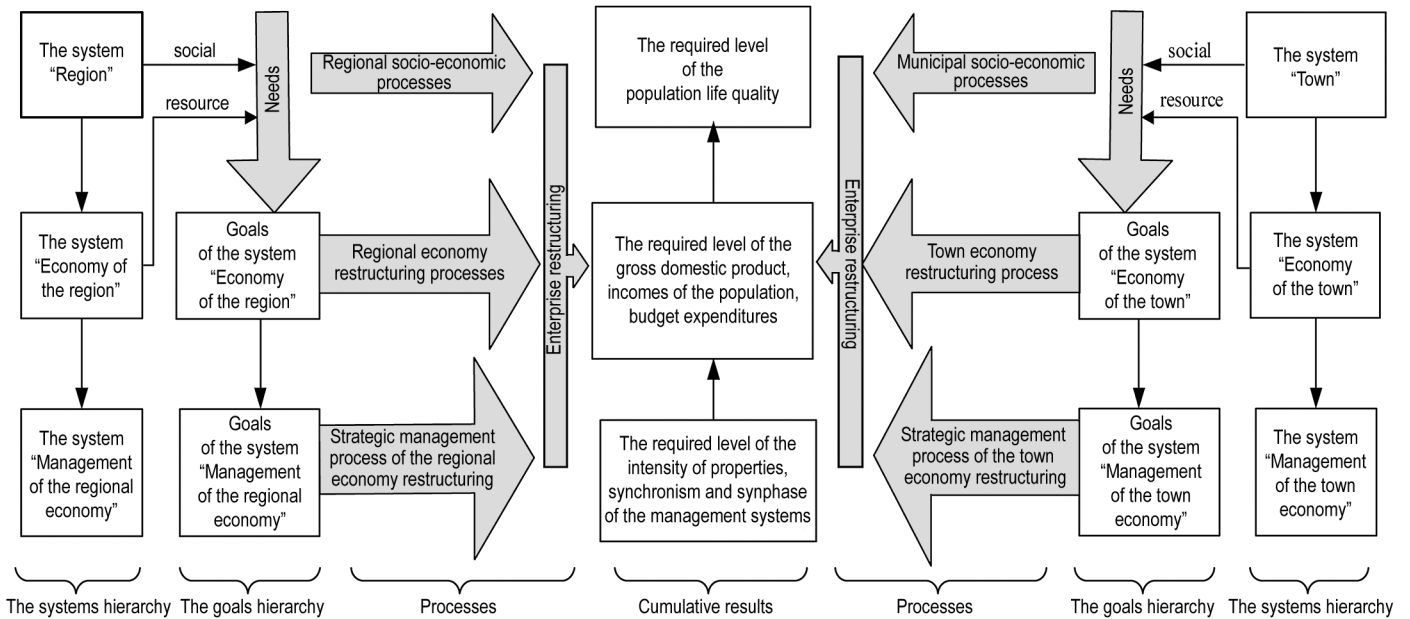 The system
“Region”
social
resource
Needs
Regional socio-economic
processes
The required level
of the
population life quality
Municipal socio-economic
processes
Needs
social
resource
The system
“Town”
The system
“Economy of
the region”
Goals
of the system
“Economy
of the region”
Regional economy
restructuring processes
Enterprise restructuring
The required level of the
gross domestic product,
incomes of the population,
budget expenditures
Enterprise restructuring
Town economy
restructuring process
Goals
of the system
“Economy
of the town”
The system
“Economy
of the town”
The system
“Management
of the regional
economy”
Goals
of the system
“Management
of the regional
economy”
Strategic management
process of the regional
economy restructuring
The required level of the
intensity of properties,
synchronism and synphase
of the management systems
Strategic management
process of the town
economy restructuring
Goals
of the system
“Management
of the town
economy”
The system
“Management
of the town
economy”
The systems hierarchy
The goals hierarchy
Processes
Cumulative results
Processes
The goals hierarchy
The systems hierarchy